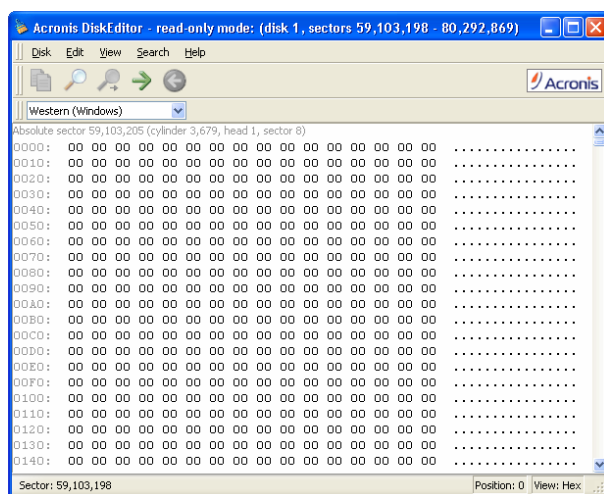 Acronis DiskEditor - read-only mode: (disk 1, sectors 59,103,198 - 80,292,869)
Disk Edit View Search Help
Acronis
Western (Windows)
Absolute sector 59,103,205 (cylinder 3,679, head 1, sector 8)
0000: 00 00 00 00 00 00 00 00 00 00 00 00 00 00 00 00 ................
0010: 00 00 00 00 00 00 00 00 00 00 00 00 00 00 00 00 ................
0020: 00 00 00 00 00 00 00 00 00 00 00 00 00 00 00 00 ................
0030: 00 00 00 00 00 00 00 00 00 00 00 00 00 00 00 00 ................
0040: 00 00 00 00 00 00 00 00 00 00 00 00 00 00 00 00 ................
0050: 00 00 00 00 00 00 00 00 00 00 00 00 00 00 00 00 ................
0060: 00 00 00 00 00 00 00 00 00 00 00 00 00 00 00 00 ................
0070: 00 00 00 00 00 00 00 00 00 00 00 00 00 00 00 00 ................
0080: 00 00 00 00 00 00 00 00 00 00 00 00 00 00 00 00 ................
0090: 00 00 00 00 00 00 00 00 00 00 00 00 00 00 00 00 ................
00A0: 00 00 00 00 00 00 00 00 00 00 00 00 00 00 00 00 ................
00B0: 00 00 00 00 00 00 00 00 00 00 00 00 00 00 00 00 ................
00C0: 00 00 00 00 00 00 00 00 00 00 00 00 00 00 00 00 ................
00D0: 00 00 00 00 00 00 00 00 00 00 00 00 00 00 00 00 ................
00E0: 00 00 00 00 00 00 00 00 00 00 00 00 00 00 00 00 ................
00F0: 00 00 00 00 00 00 00 00 00 00 00 00 00 00 00 00 ................
0100: 00 00 00 00 00 00 00 00 00 00 00 00 00 00 00 00 ................
0110: 00 00 00 00 00 00 00 00 00 00 00 00 00 00 00 00 ................
0120: 00 00 00 00 00 00 00 00 00 00 00 00 00 00 00 00 ................
0130: 00 00 00 00 00 00 00 00 00 00 00 00 00 00 00 00 ................
0140: 00 00 00 00 00 00 00 00 00 00 00 00 00 00 00 00 ................
Sector: 59,103,198 Position: 0 View: Hex